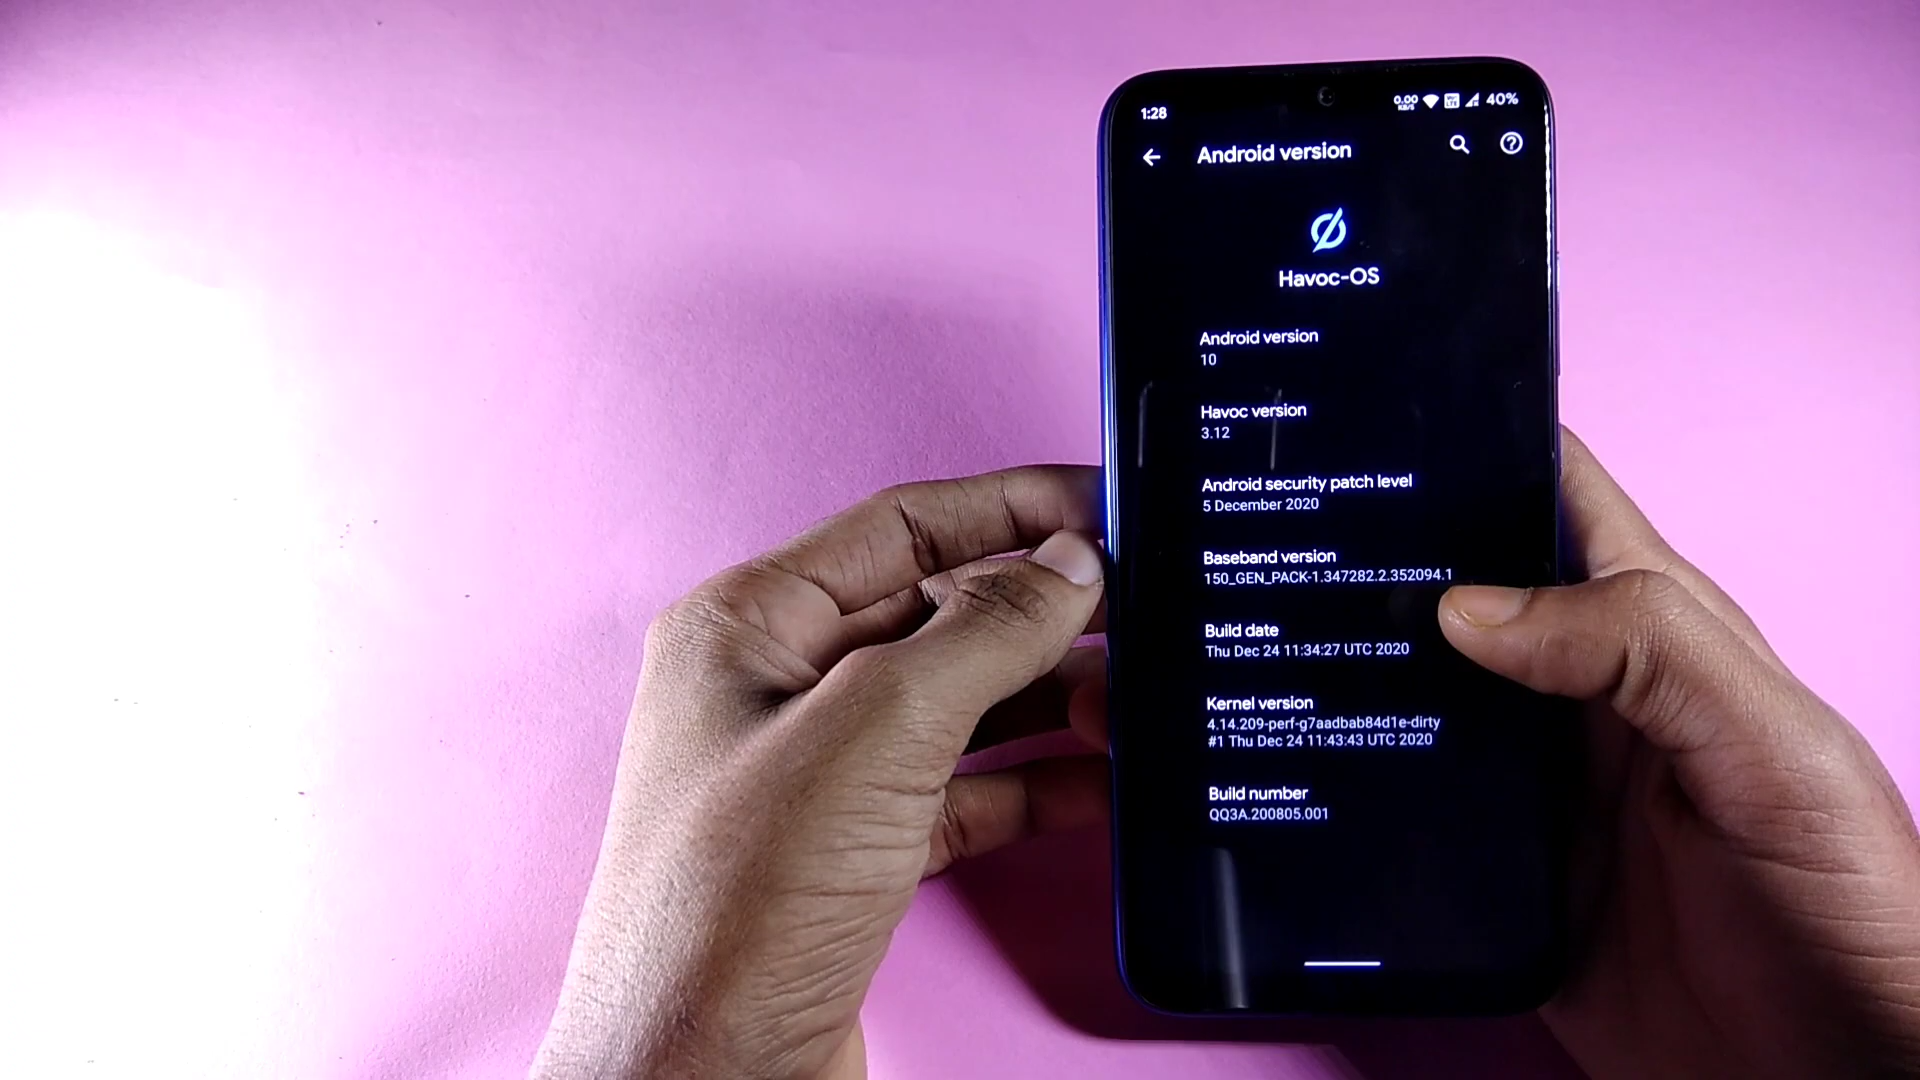 1:28
0.00 KB/S 40%
Android version
Havoc-OS
Android version
10
Havoc version
3.12
Android security patch level
5 December 2020
Baseband version
150_GEN_PACK-1.347282.2.352094.1
Build date
Thu Dec 24 11:34:27 UTC 2020
Kernel version
4.14.209-perf-g7aadbab84d1e-dirty
#1 Thu Dec 24 11:43:43 UTC 2020
Build number
QQ3A.200805.001